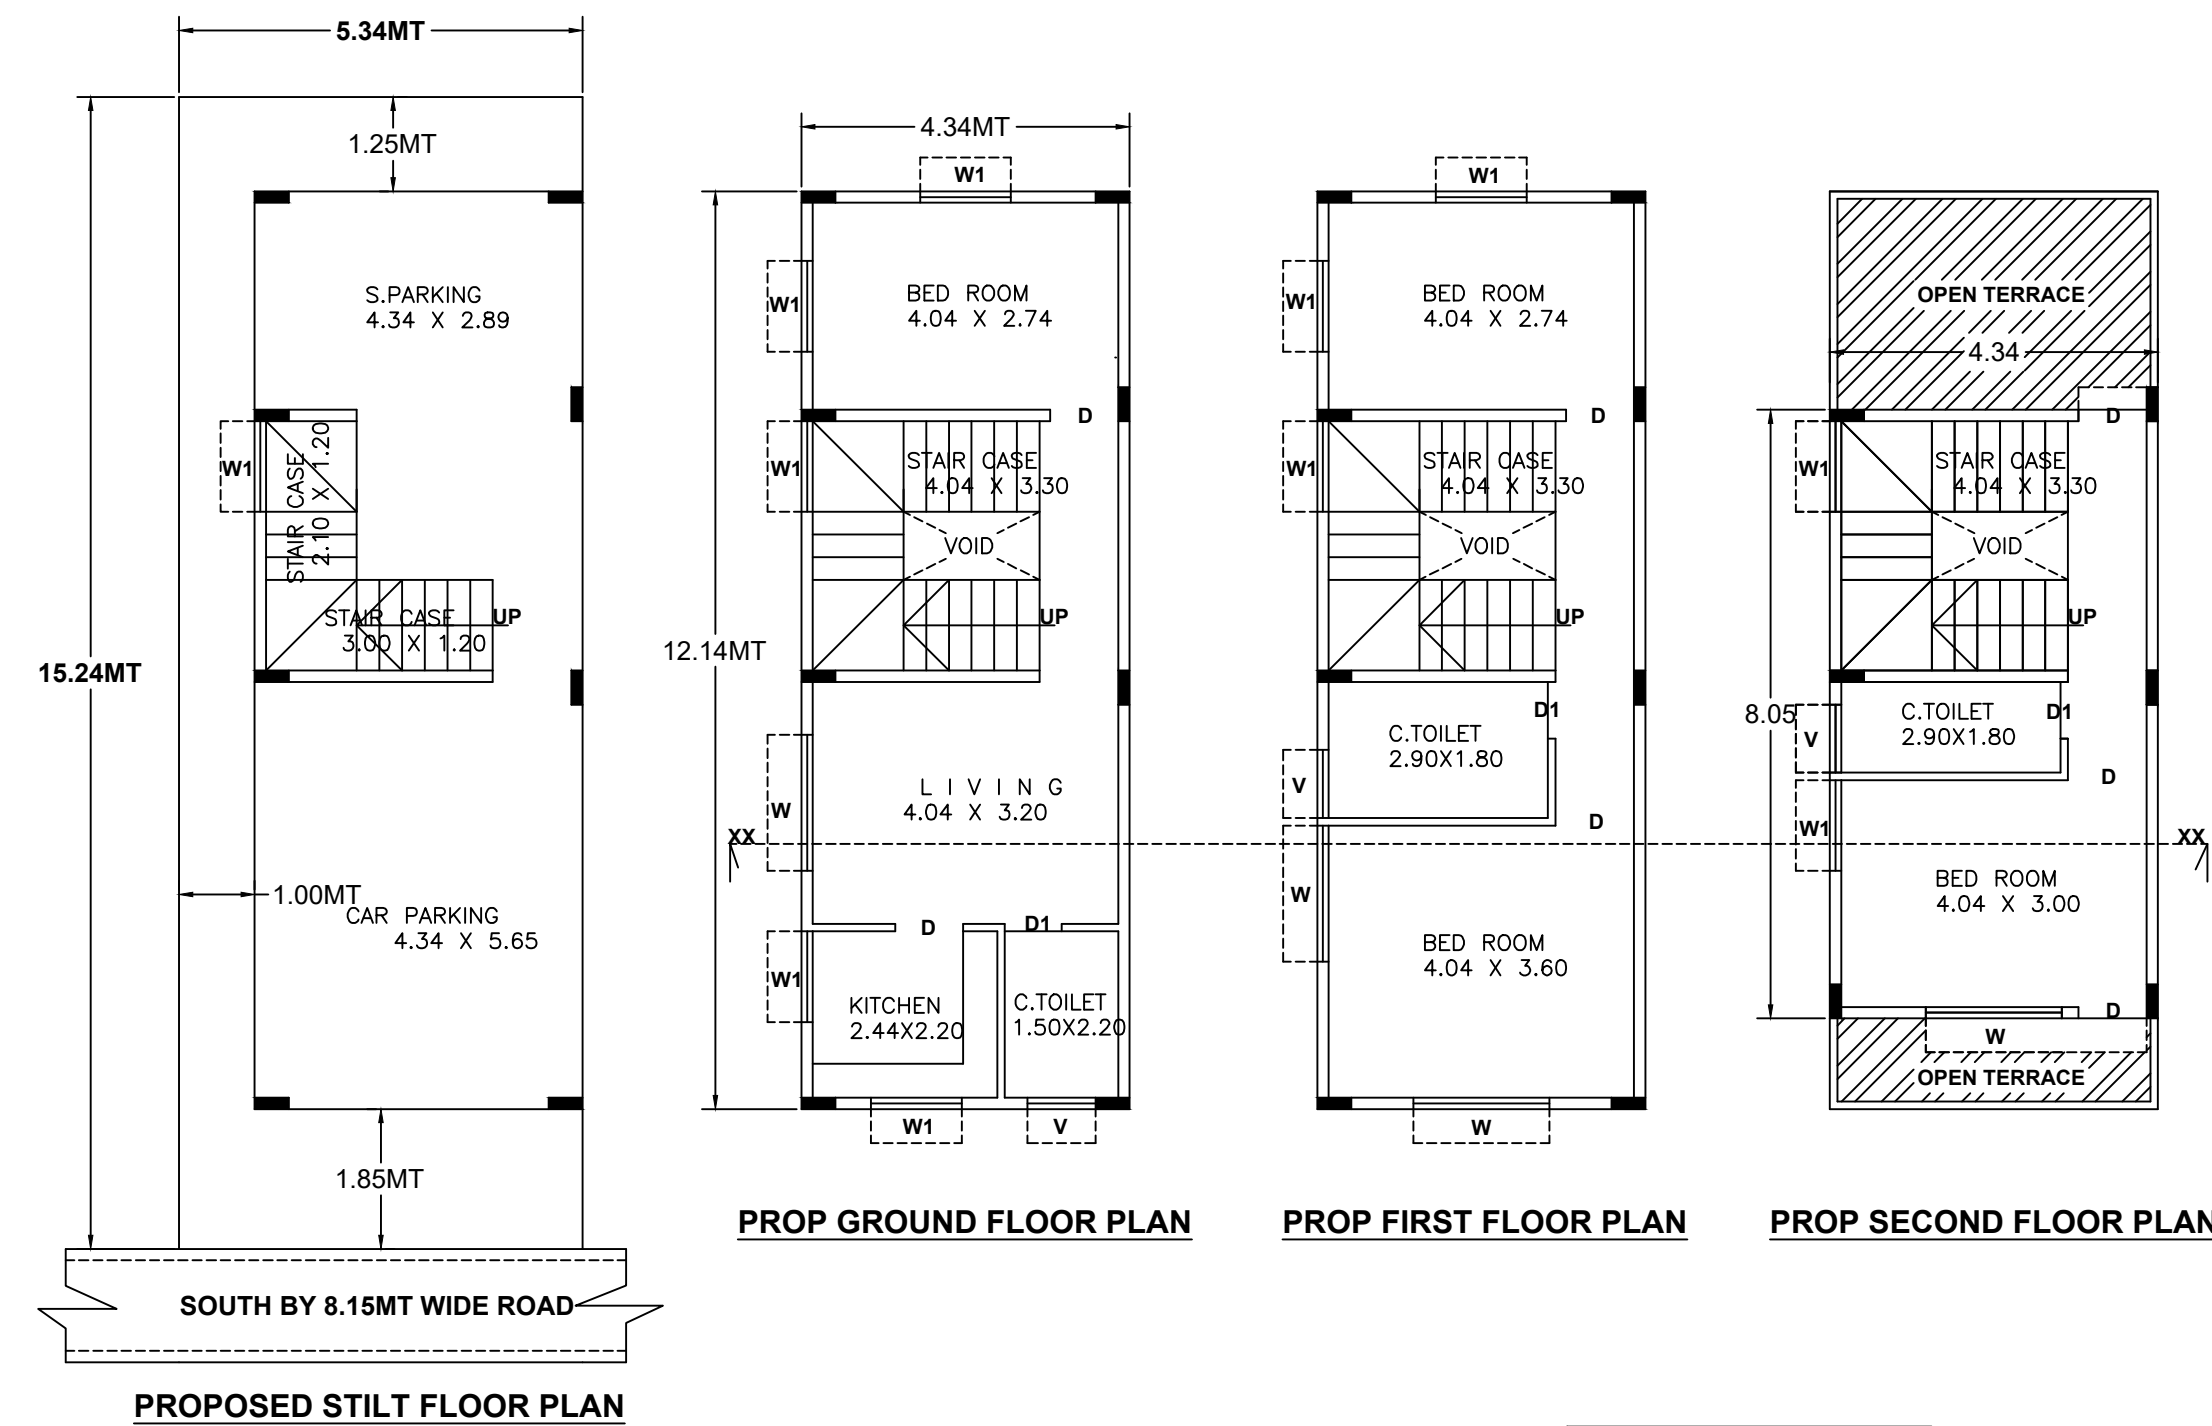 5.34MT
1.25MT
S.PARKING
4.34 X 2.89
W1
STAIR CASE
2.10 X 1.20
STAIR CASE
3.00 X 1.20
UP
15.24MT
1.00MT
CAR PARKING
4.34 X 5.65
1.85MT
SOUTH BY 8.15MT WIDE ROAD
PROPOSED STILT FLOOR PLAN
4.34MT
W1
W1
BED ROOM
4.04 X 2.74
D
W1
STAIR CASE
4.04 X 3.30
VOID
UP
12.14MT
L I V I N G
4.04 X 3.20
W
XX
D
D1
W1
KITCHEN
2.44X2.20
C.TOILET
1.50X2.20
W1
V
PROP GROUND FLOOR PLAN
W1
W1
BED ROOM
4.04 X 2.74
D
W1
STAIR CASE
4.04 X 3.30
VOID
UP
D1
C.TOILET
2.90X1.80
V
D
W
BED ROOM
4.04 X 3.60
W
PROP FIRST FLOOR PLAN
OPEN TERRACE
4.34
D
W1
STAIR CASE
4.04 X 3.30
VOID
UP
8.05
C.TOILET
2.90X1.80
D1
V
D
W1
XX
BED ROOM
4.04 X 3.00
D
W
OPEN TERRACE
PROP SECOND FLOOR PLAN